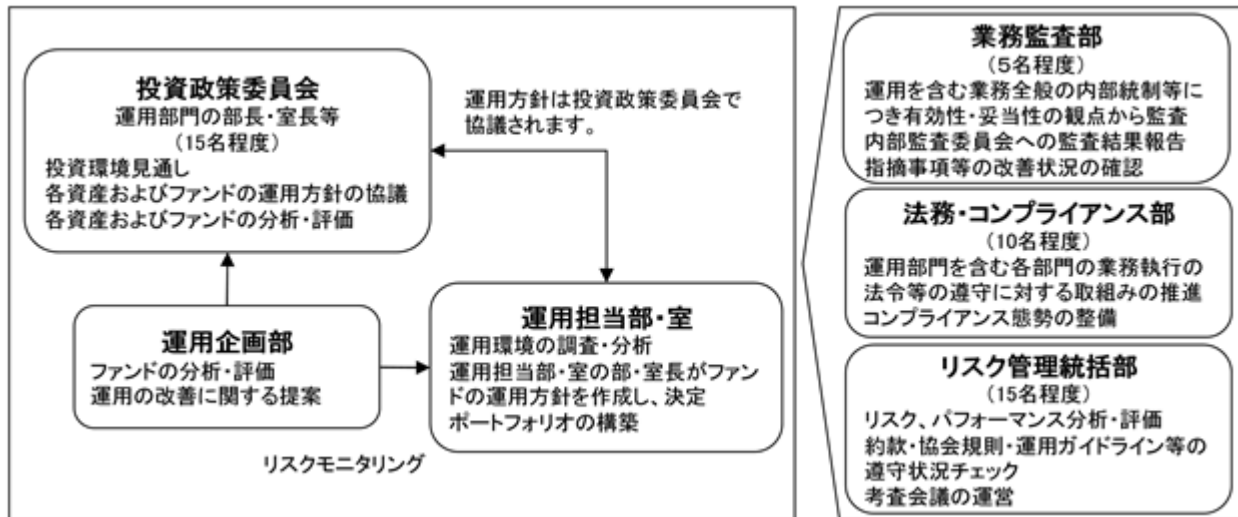 投資政策委員会
運用部門の部長・室長等
(15名程度)
投資環境見通し
各資産およびファンドの運用方針の協議
各資産およびファンドの分析・評価
運用方針は投資政策委員会で
協議されます。
運用企画部
ファンドの分析・評価
運用の改善に関する提案
運用担当部・室
運用環境の調査・分析
運用担当部・室の部・室長がファン
ドの運用方針を作成し、決定
ポートフォリオの構築
リスクモニタリング
業務監査部
(5名程度)
運用を含む業務全般の内部統制等に
つき有効性・妥当性の観点から監査
内部監査委員会への監査結果報告
指摘事項等の改善状況の確認
法務・コンプライアンス部
(10名程度)
運用部門を含む各部門の業務執行の
法令等の遵守に対する取組みの推進
コンプライアンス態勢の整備
リスク管理統括部
(15名程度)
リスク、パフォーマンス分析・評価
約款・協会規則・運用ガイドライン等の
遵守状況チェック
考査会議の運営